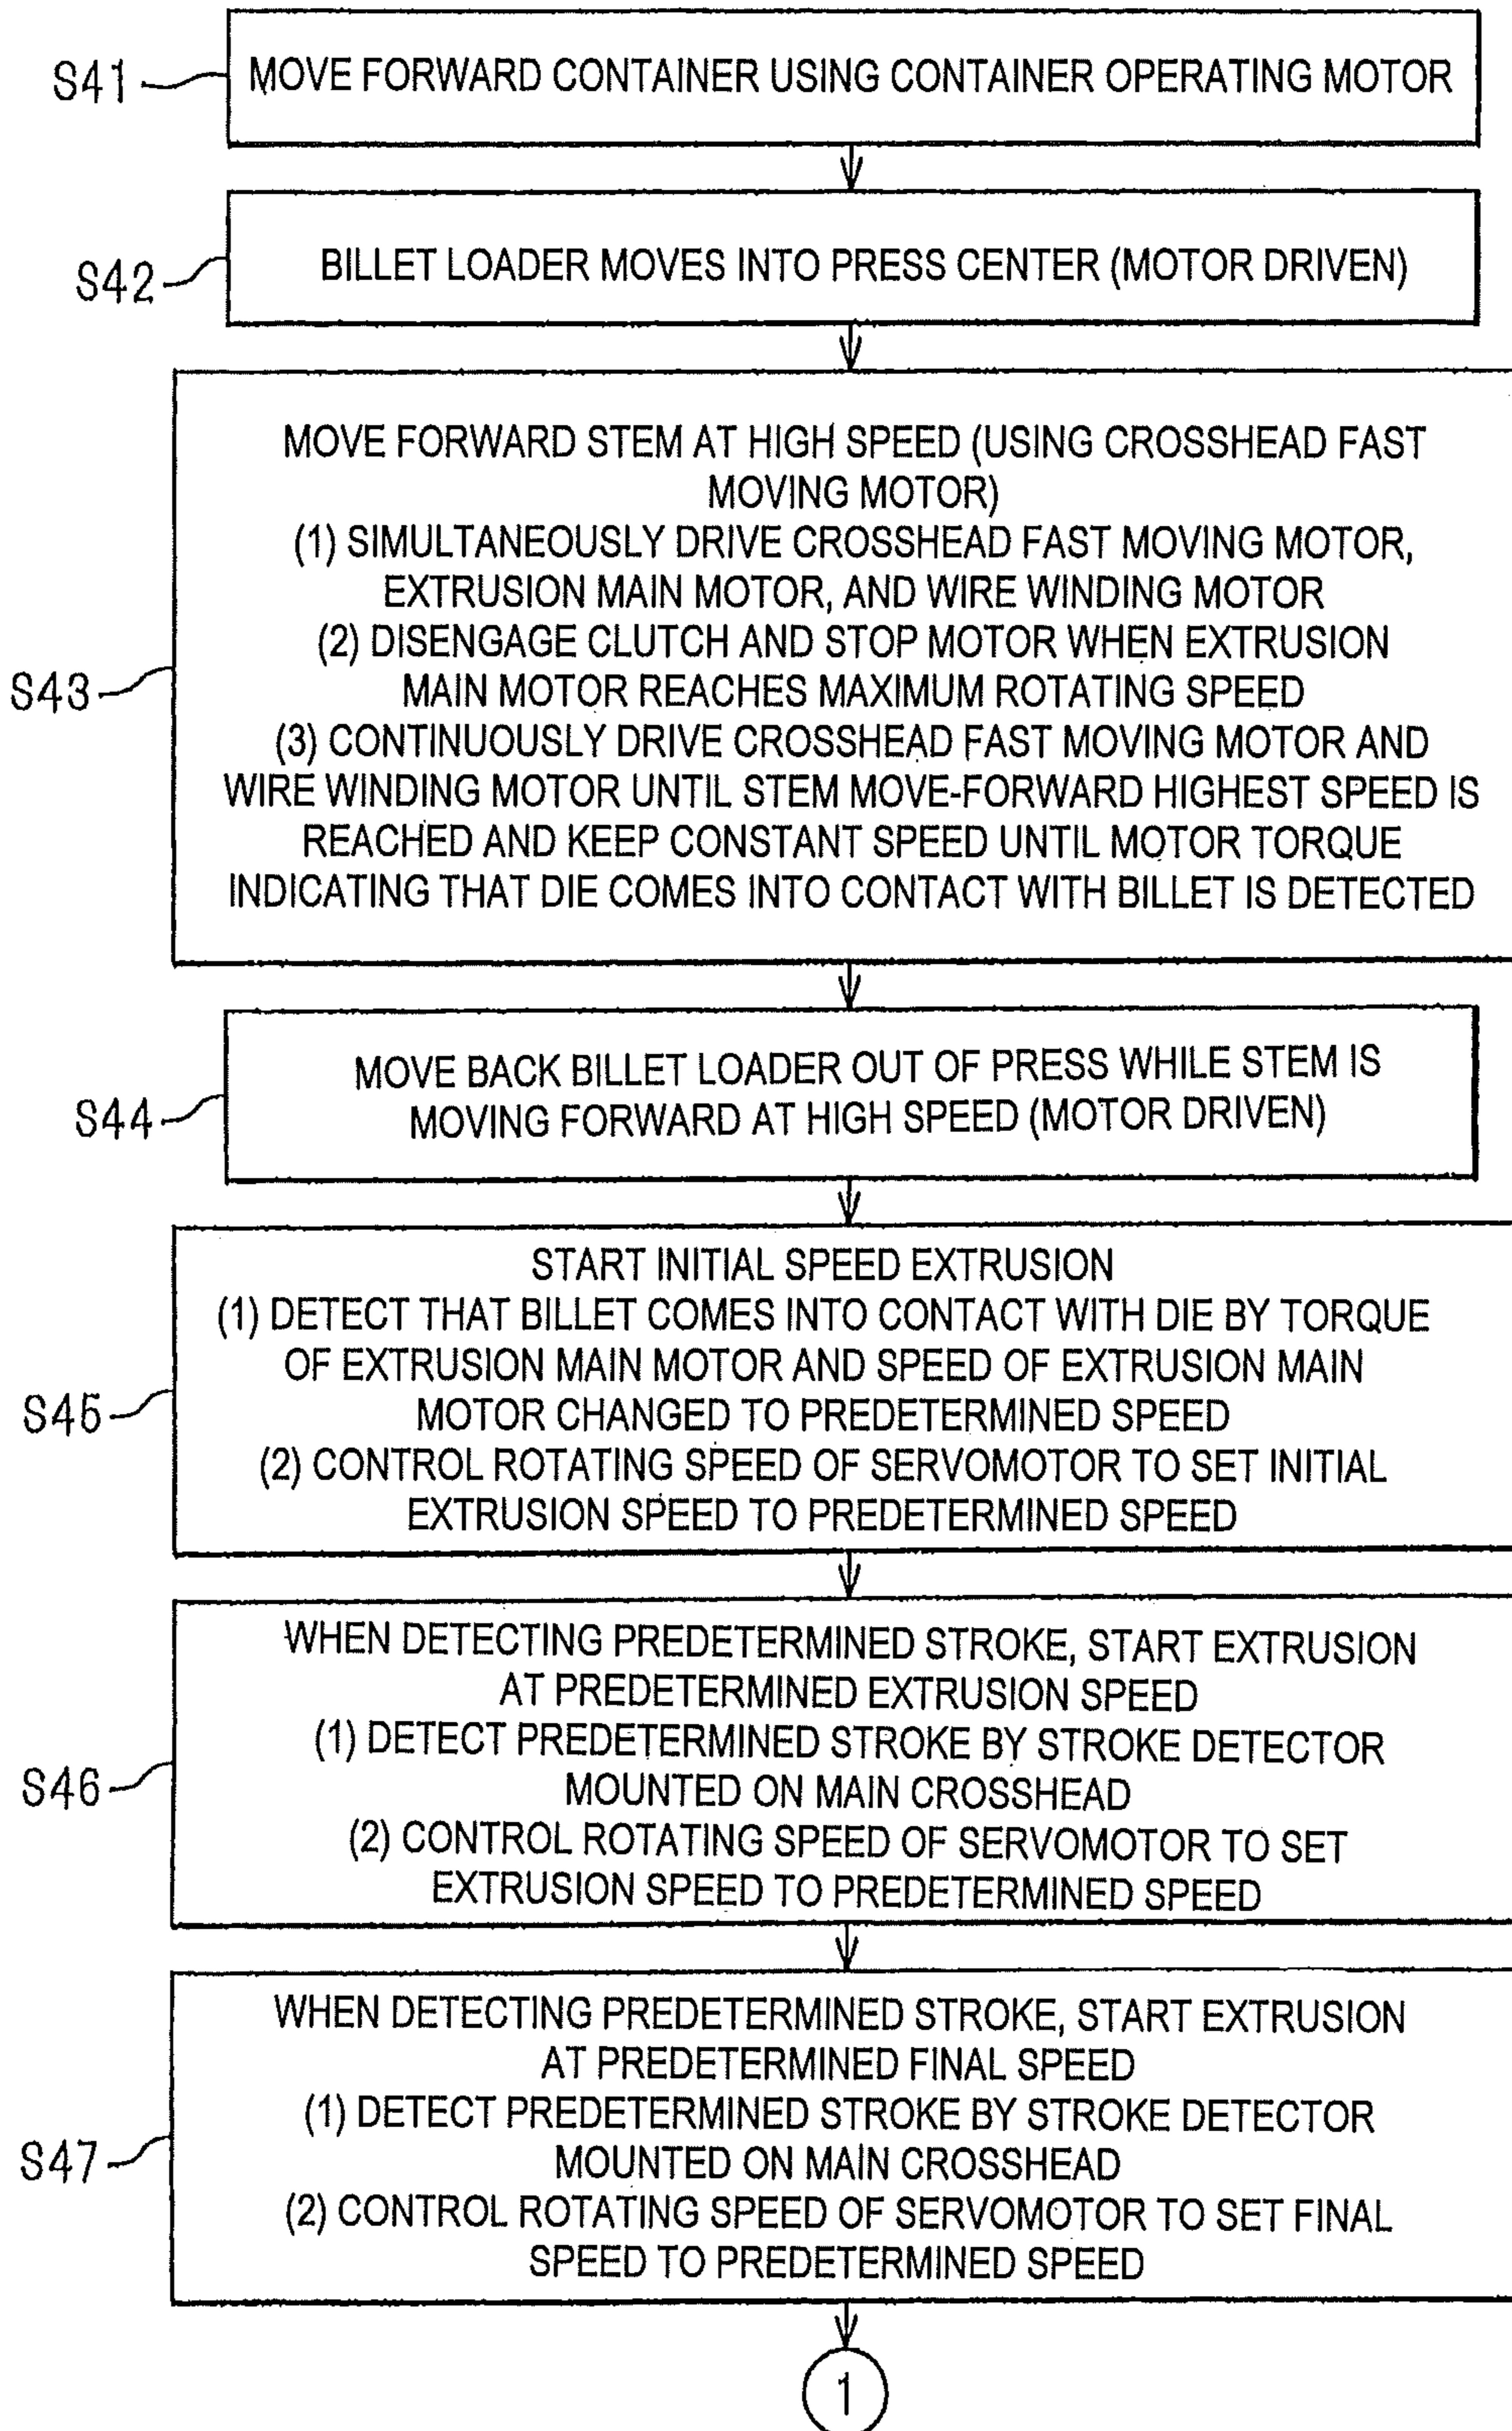 S41
MOVE FORWARD CONTAINER USING CONTAINER OPERATING MOTOR
S42
BILLET LOADER MOVES INTO PRESS CENTER (MOTOR DRIVEN)
S43
MOVE FORWARD STEM AT HIGH SPEED (USING CROSSHEAD FAST
MOVING MOTOR)
(1) SIMULTANEOUSLY DRIVE CROSSHEAD FAST MOVING MOTOR,
EXTRUSION MAIN MOTOR, AND WIRE WINDING MOTOR
(2) DISENGAGE CLUTCH AND STOP MOTOR WHEN EXTRUSION
MAIN MOTOR REACHES MAXIMUM ROTATING SPEED
(3) CONTINUOUSLY DRIVE CROSSHEAD FAST MOVING MOTOR AND
WIRE WINDING MOTOR UNTIL STEM MOVE-FORWARD HIGHEST SPEED IS
REACHED AND KEEP CONSTANT SPEED UNTIL MOTOR TORQUE
INDICATING THAT DIE COMES INTO CONTACT WITH BILLET IS DETECTED
S44
MOVE BACK BILLET LOADER OUT OF PRESS WHILE STEM IS
MOVING FORWARD AT HIGH SPEED (MOTOR DRIVEN)
S45
START INITIAL SPEED EXTRUSION
(1) DETECT THAT BILLET COMES INTO CONTACT WITH DIE BY TORQUE
OF EXTRUSION MAIN MOTOR AND SPEED OF EXTRUSION MAIN
MOTOR CHANGED TO PREDETERMINED SPEED
(2) CONTROL ROTATING SPEED OF SERVOMOTOR TO SET INITIAL
EXTRUSION SPEED TO PREDETERMINED SPEED
S46
WHEN DETECTING PREDETERMINED STROKE, START EXTRUSION
AT PREDETERMINED EXTRUSION SPEED
(1) DETECT PREDETERMINED STROKE BY STROKE DETECTOR
MOUNTED ON MAIN CROSSHEAD
(2) CONTROL ROTATING SPEED OF SERVOMOTOR TO SET
EXTRUSION SPEED TO PREDETERMINED SPEED
S47
WHEN DETECTING PREDETERMINED STROKE, START EXTRUSION
AT PREDETERMINED FINAL SPEED
(1) DETECT PREDETERMINED STROKE BY STROKE DETECTOR
MOUNTED ON MAIN CROSSHEAD
(2) CONTROL ROTATING SPEED OF SERVOMOTOR TO SET FINAL
SPEED TO PREDETERMINED SPEED
1